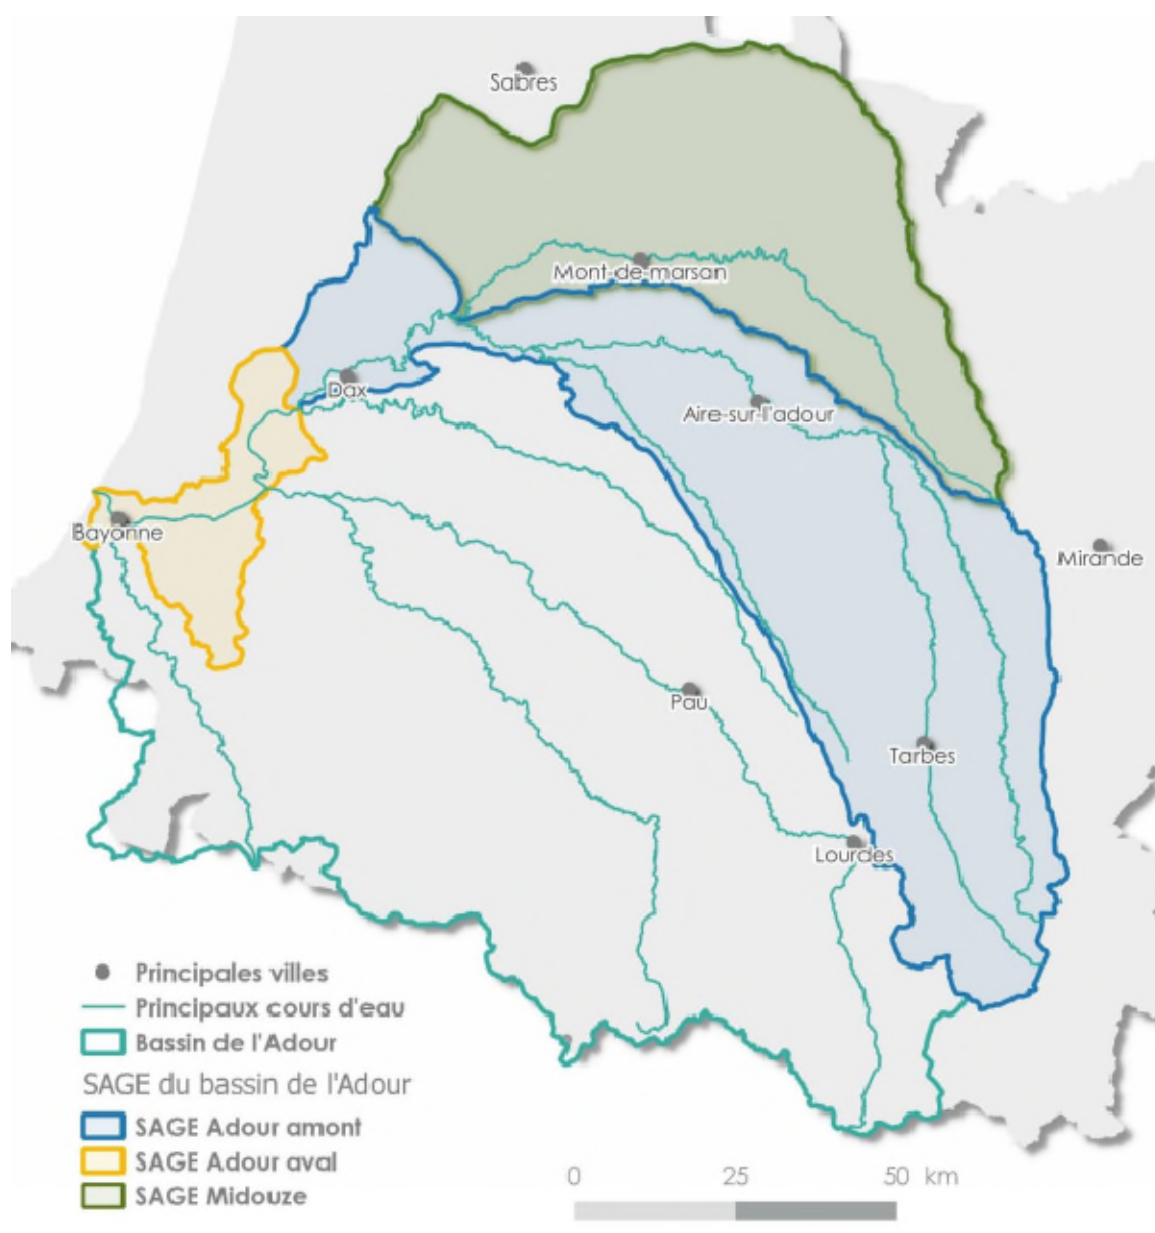 Sabres
Mont-de-marsan
Dax
Aire-sur-l'adour
Bayonne
Mirande
Pau
Tarbes
Lourdes
Principales villes
Principaux cours d'eau
Bassin de l'Adour
SAGE du bassin de l'Adour
SAGE Adour amont
SAGE Adour aval
SAGE Midouze
0 25 50 km